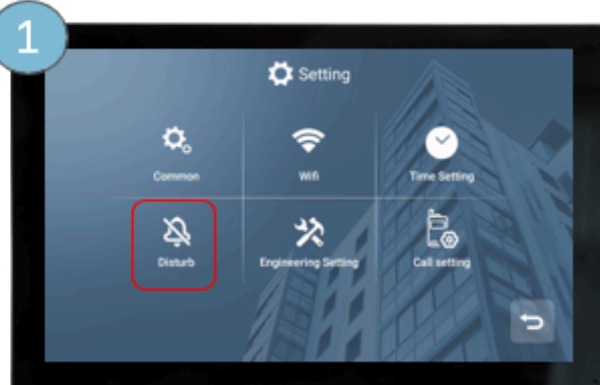 1
Setting
Common
Wifi
Time Setting
Disturb
Engineering Setting
Call setting